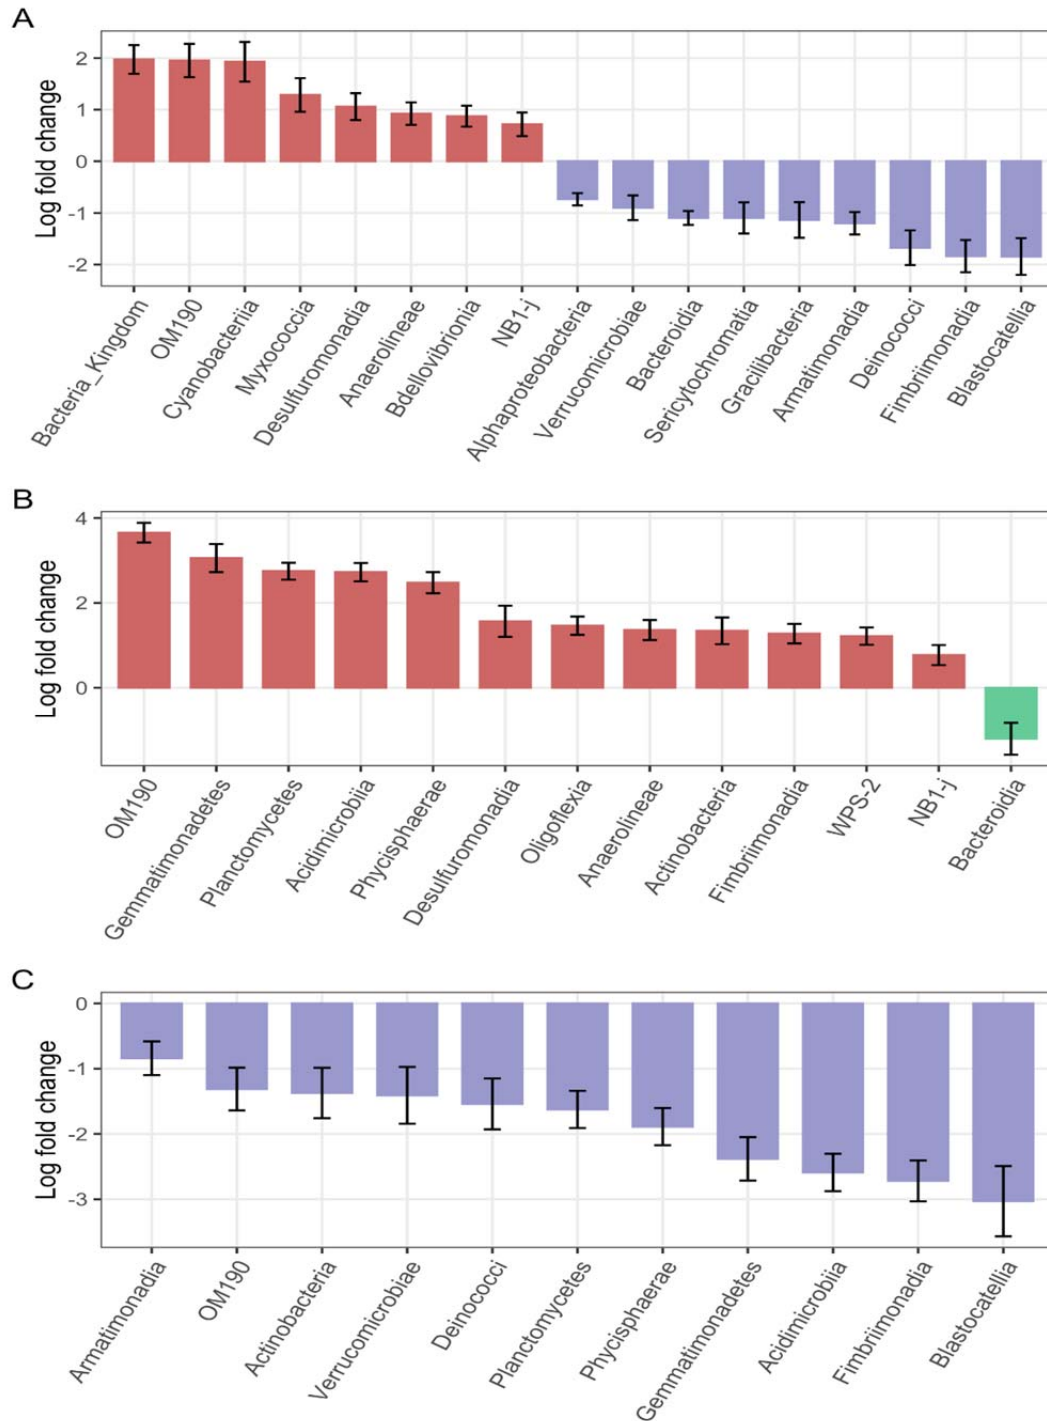 A
Log fold change
2
1
0
-1
-2
Bacteria_Kingdom
OM190
Cyanobacteriia
Myxococcia
Desulfuromonadia
Anaerolineae
Bdellovibrionia
NB1-j
Alphaproteobacteria
Verrucomicrobiae
Bacteroidia
Sericytochromatia
Gracilibacteria
Armatimonadia
Deinococci
Fimbriimonadia
Blastocatellia
B
Log fold change
4
2
0
OM190
Gemmatimonadetes
Planctomycetes
Acidimicrobiia
Phycisphaerae
Desulfuromonadia
Oligoflexia
Anaerolineae
Actinobacteria
Fimbriimonadia
WPS-2
NB1-j
Bacteroidia
C
Log fold change
0
-1
-2
-3
Armatimonadia
OM190
Actinobacteria
Verrucomicrobiae
Deinococci
Planctomycetes
Phycisphaerae
Gemmatimonadetes
Acidimicrobiia
Fimbriimonadia
Blastocatellia